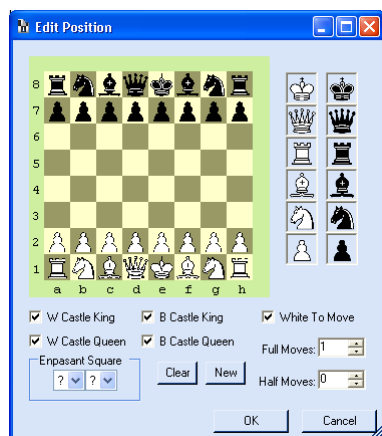 Edit Position
8
7
6
5
4
3
2
1
a b c d e f g h
W Castle King B Castle King White To Move
W Castle Queen B Castle Queen Full Moves: 1
Enpasant Square
? ? Clear New Half Moves: 0
OK Cancel